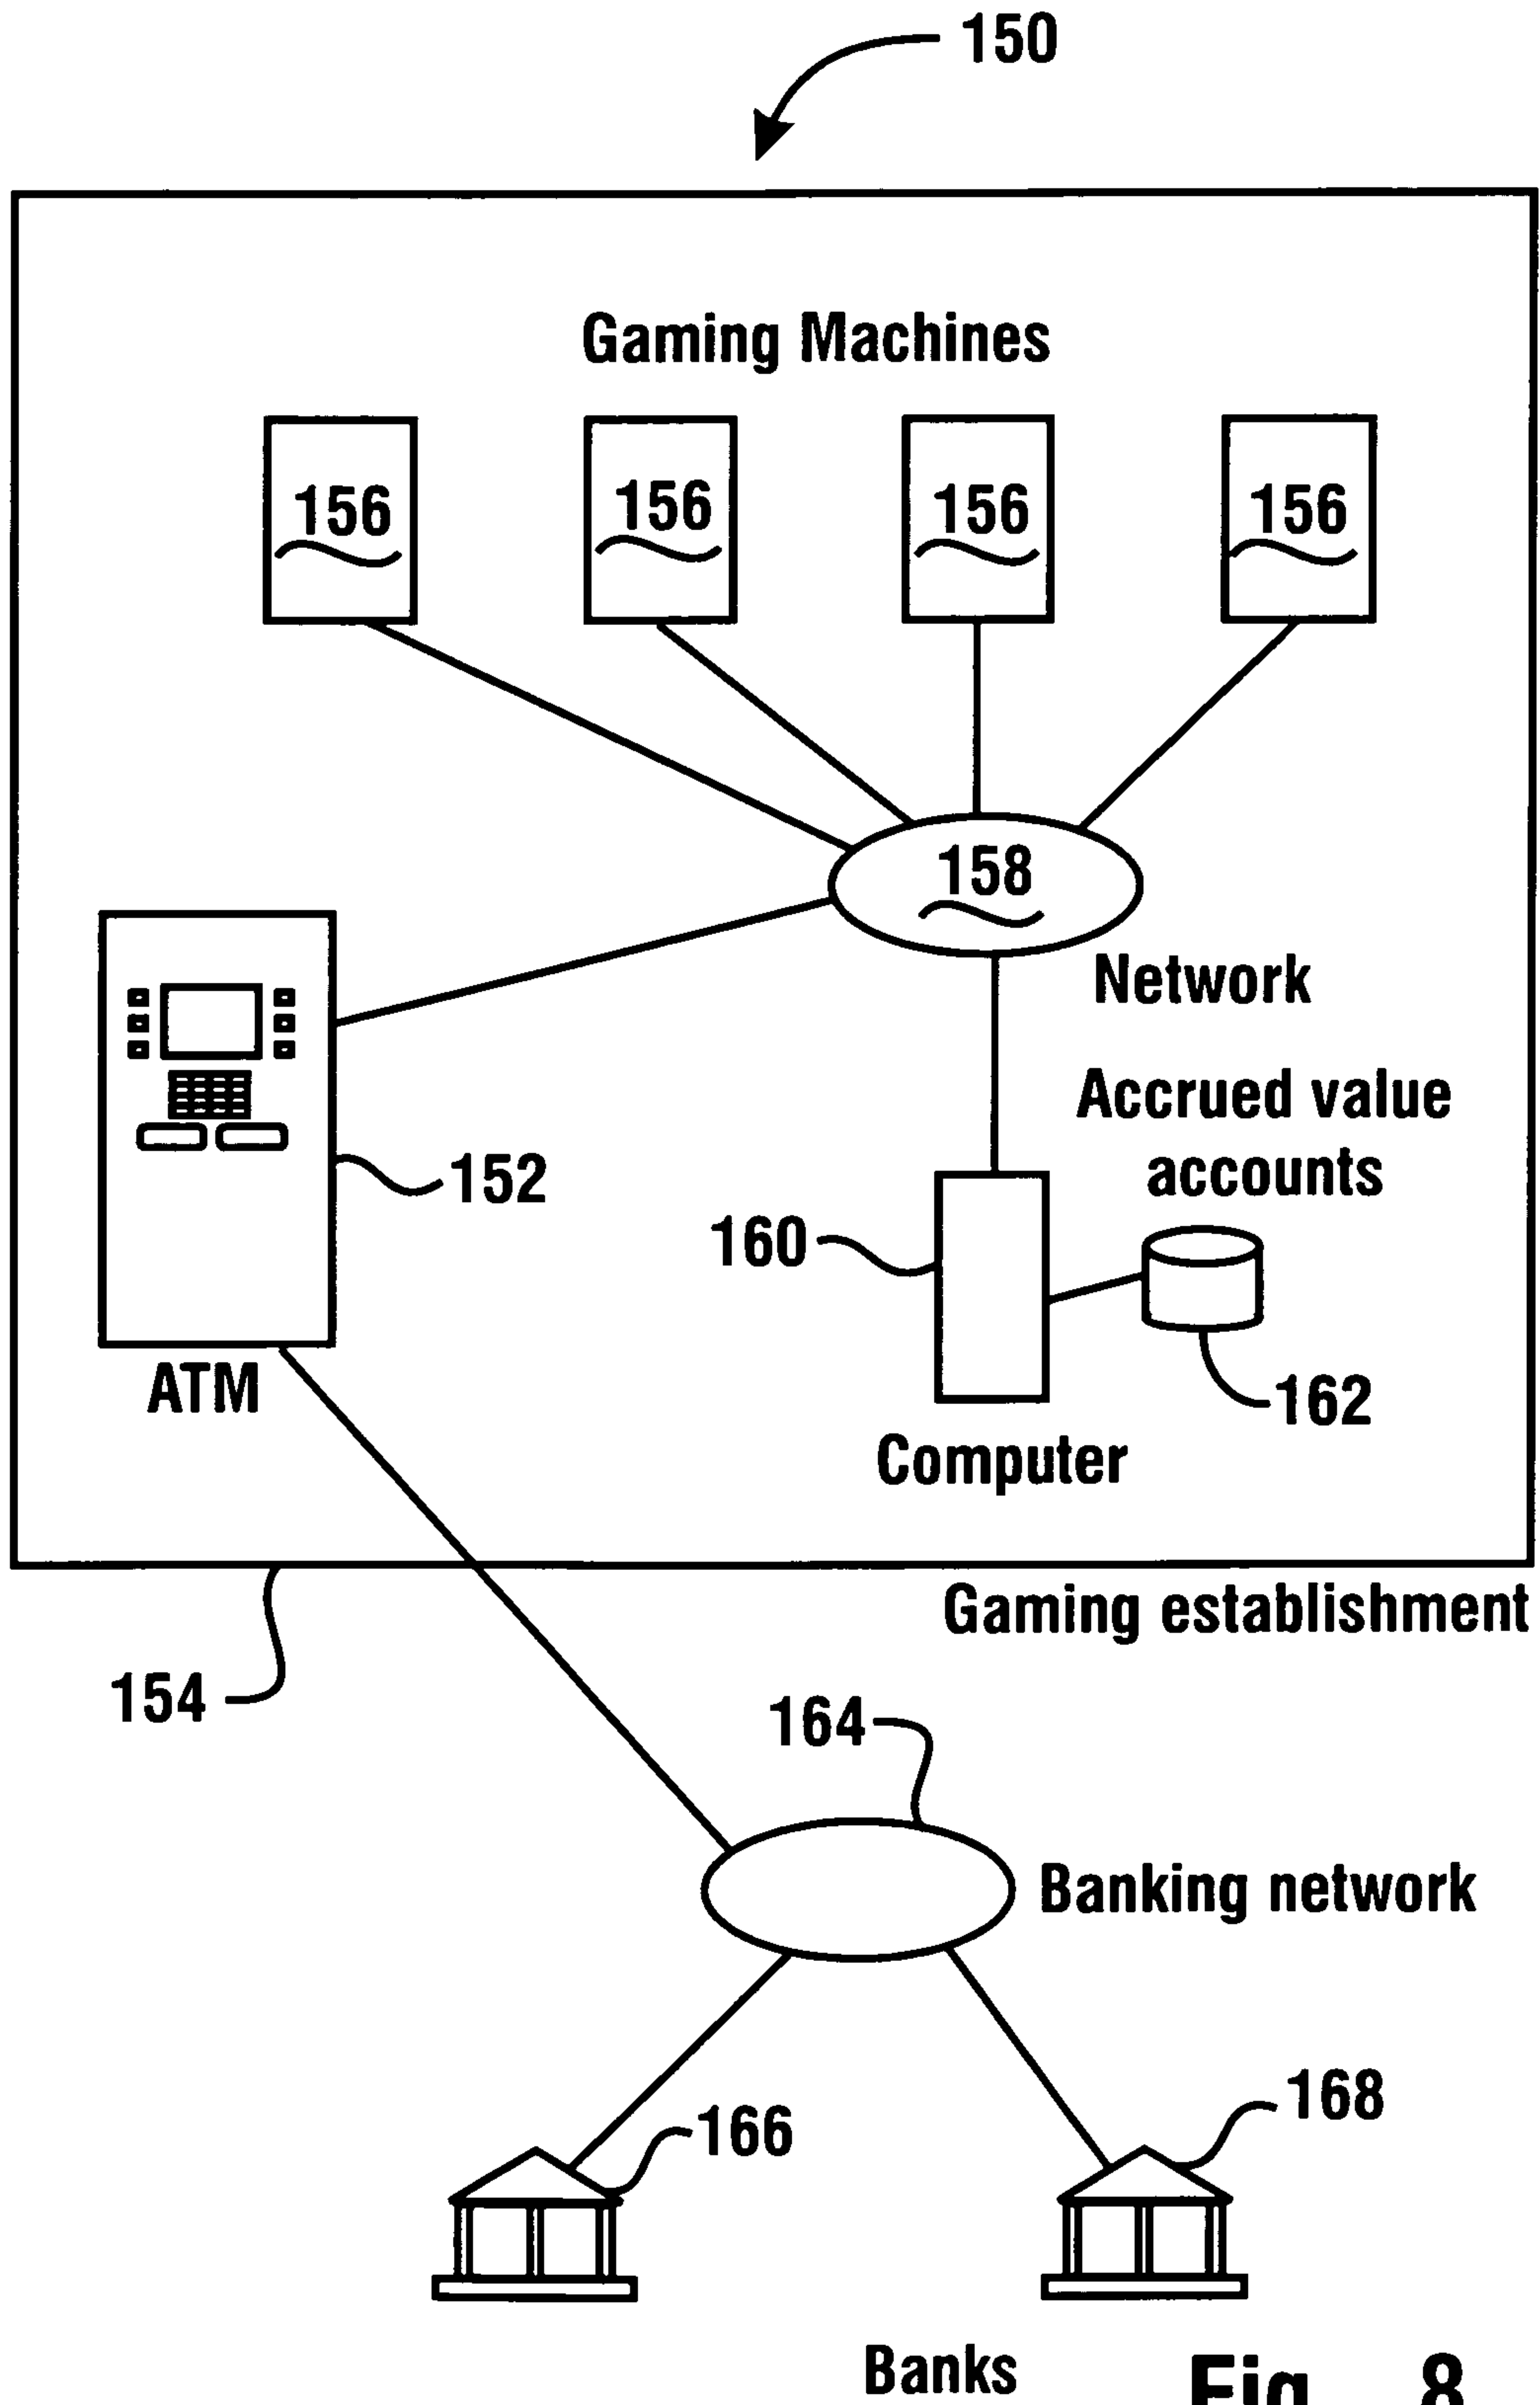 150
Gaming Machines
156 156 156 156
158
Network
Accrued value
accounts
152
160
162
ATM
Computer
Gaming establishment
154
164
Banking network
166
168
Banks
Fig. 8